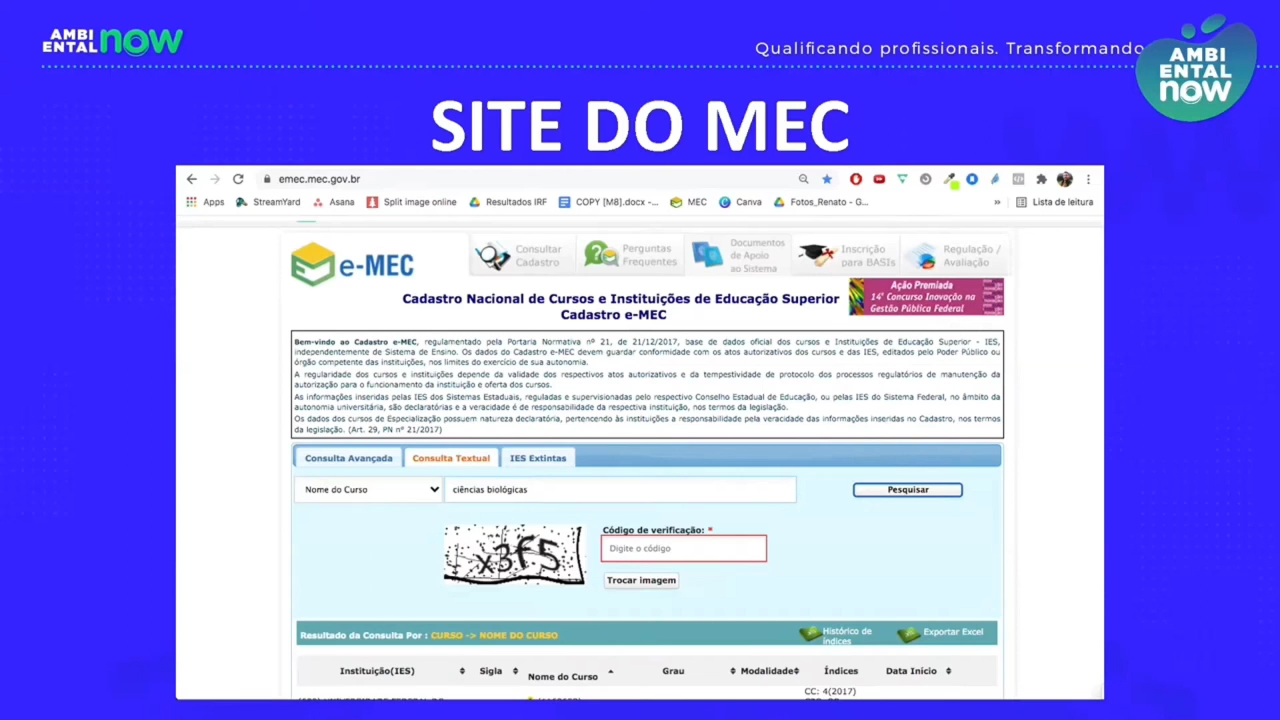 AMBI
ENTAL now
Qualificando profissionais. Transformando
AMBI
ENTAL
now
SITE DO MEC
emec.mec.gov.br
Apps StreamYard Asana Split image online Resultados IRF COPY [M8].docx -... MEC Canva Fotos_Renato - G... » Lista de leitura
e-MEC
Consultar
Cadastro
Perguntas
Frequentes
Documentos
de Apoio
ao Sistema
Inscrição
para BASIs
Regulação /
Avaliação
Cadastro Nacional de Cursos e Instituições de Educação Superior
Cadastro e-MEC
Ação Premiada
14º Concurso Inovação na
Gestão Pública Federal
Bem-vindo ao Cadastro e-MEC, regulamentado pela Portaria Normativa nº 21, de 21/12/2017, base de dados oficial dos cursos e Instituições de Educação Superior - IES,
independentemente de Sistema de Ensino. Os dados do Cadastro e-MEC devem guardar conformidade com os atos autorizativos dos cursos e das IES, editados pelo Poder Público ou
órgão competente das instituições, nos limites do exercício de sua autonomia.
A regularidade dos cursos e instituições depende da validade dos respectivos atos autorizativos e da tempestividade de protocolo dos processos regulatórios de manutenção da
autorização para o funcionamento da instituição e oferta dos cursos.
As informações inseridas pelas IES dos Sistemas Estaduais, reguladas e supervisionadas pelo respectivo Conselho Estadual de Educação, ou pelas IES do Sistema Federal, no âmbito da
autonomia universitária, são declaratórias e a veracidade é de responsabilidade da respectiva instituição, nos termos da legislação.
Os dados dos cursos de Especialização possuem natureza declaratória, pertencendo às instituições a responsabilidade pela veracidade das informações inseridas no Cadastro, nos termos
da legislação. (Art. 29, PN nº 21/2017)
Consulta Avançada Consulta Textual IES Extintas
Nome do Curso ciências biológicas Pesquisar
x3f5
Código de verificação: *
Digite o código
Trocar imagem
Resultado da Consulta Por : CURSO -> NOME DO CURSO
Histórico de
índices
Exportar Excel
Instituição(IES) Sigla Nome do Curso Grau Modalidade Índices Data Início
CC: 4(2017)